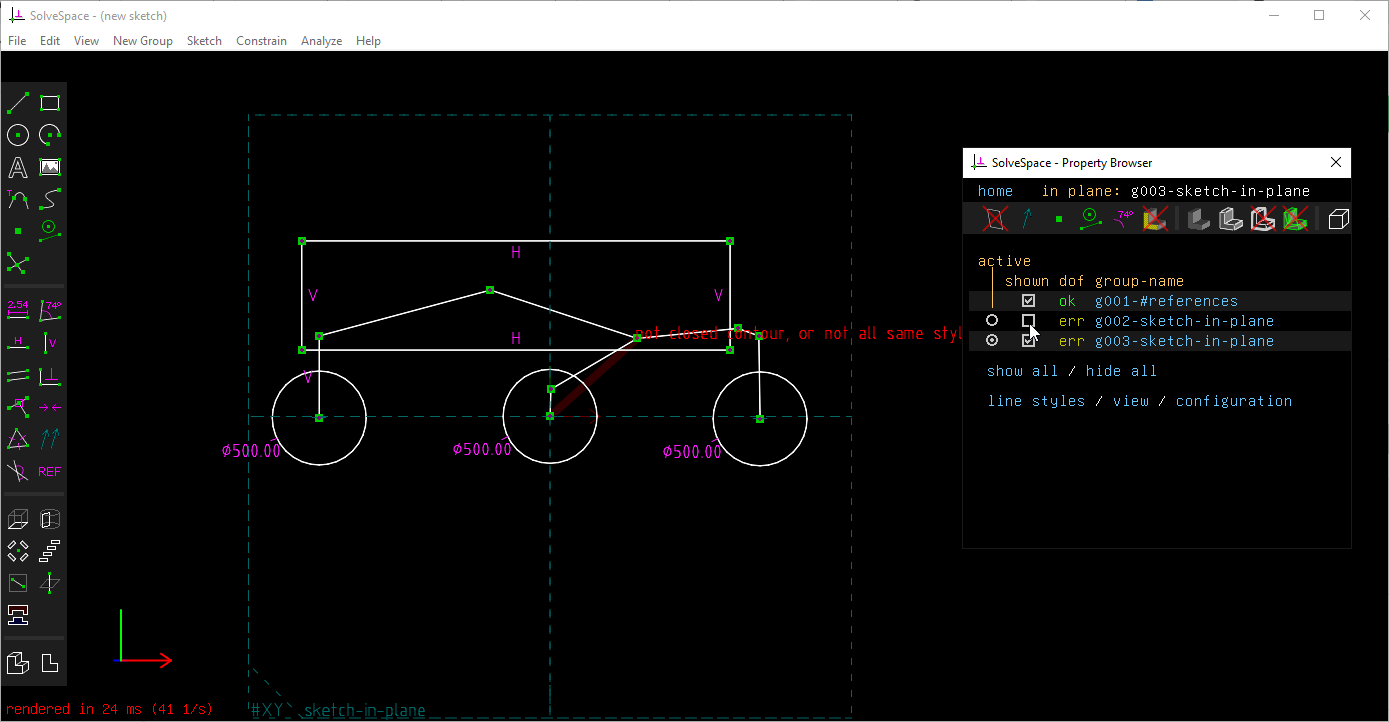 SolveSpace - (new sketch)
File Edit View New Group Sketch Constrain Analyze Help
2.54 74°
H V
REF
T
A
H
V V
H
V
not closed contour, or not all same styl
ø500.00 ø500.00 ø500.00
#XY sketch-in-plane
rendered in 24 ms (41 1/s)
SolveSpace - Property Browser
home in plane: g003-sketch-in-plane
74°
active
shown dof group-name
ok g001-#references
err g002-sketch-in-plane
err g003-sketch-in-plane
show all / hide all
line styles / view / configuration